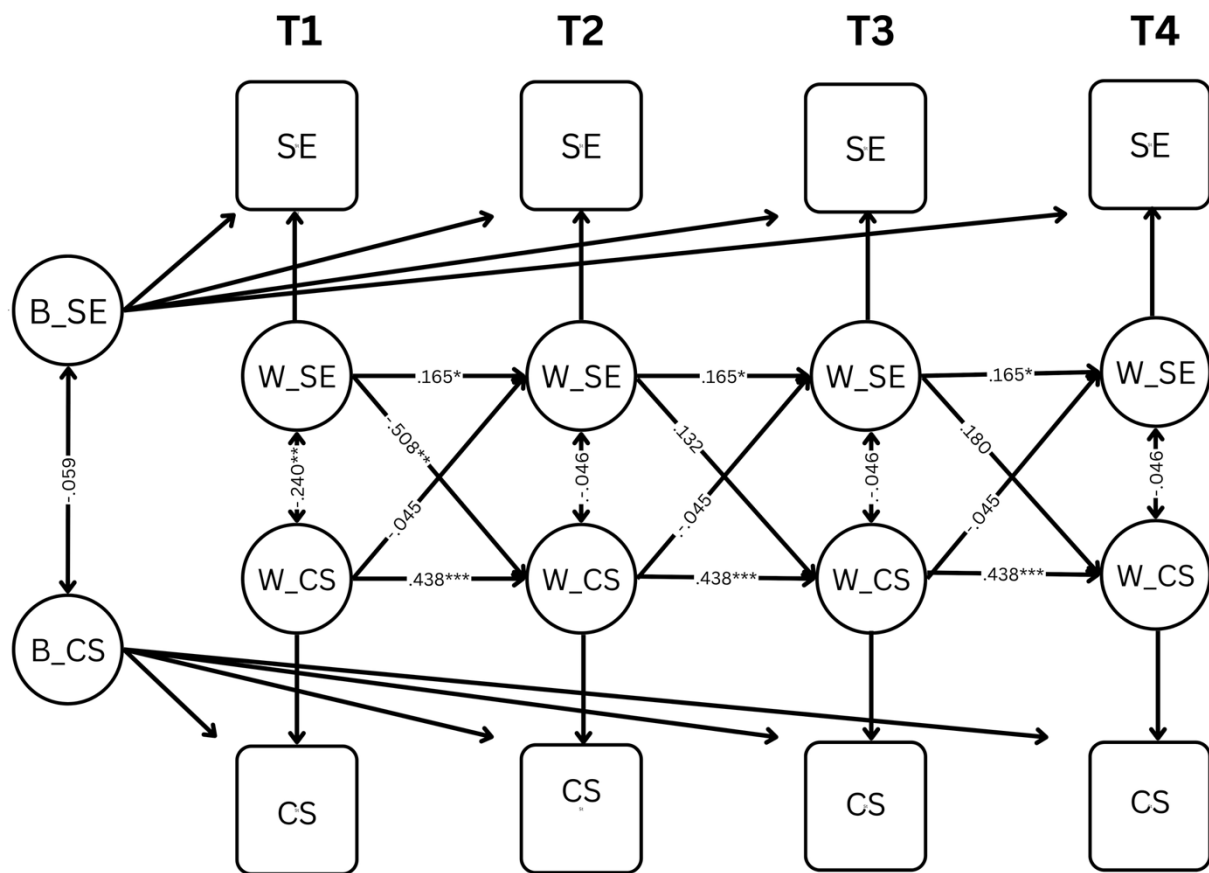 T1 T2 T3 T4
SE SE SE SE
B_SE
W_SE .165* W_SE .165* W_SE .165* W_SE
-.508** .132 .180
-.059 -.240** -.046 -.046 -.046
-.045 -.045 -.045
W_CS .438*** W_CS .438*** W_CS .438*** W_CS
B_CS
CS CS CS CS